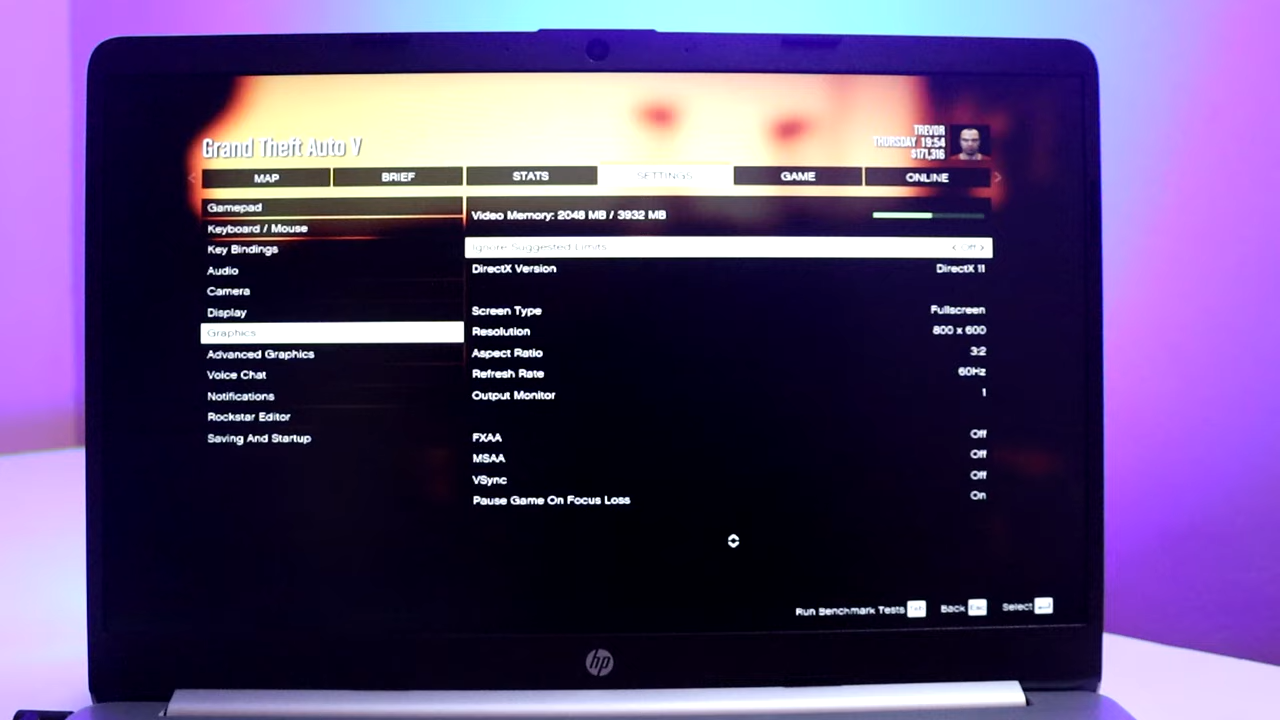 Grand Theft Auto V
TREVOR
THURSDAY 19:54
$171,316
MAP BRIEF STATS SETTINGS GAME ONLINE
Gamepad
Keyboard / Mouse
Key Bindings
Audio
Camera
Display
Graphics
Advanced Graphics
Voice Chat
Notifications
Rockstar Editor
Saving And Startup
Video Memory: 2048 MB / 3932 MB
Ignore Suggested Limits < Off >
DirectX Version DirectX 11
Screen Type Fullscreen
Resolution 800 x 600
Aspect Ratio 3:2
Refresh Rate 60Hz
Output Monitor 1
FXAA Off
MSAA Off
VSync Off
Pause Game On Focus Loss On
Run Benchmark Tests Tab Back Esc Select
hp